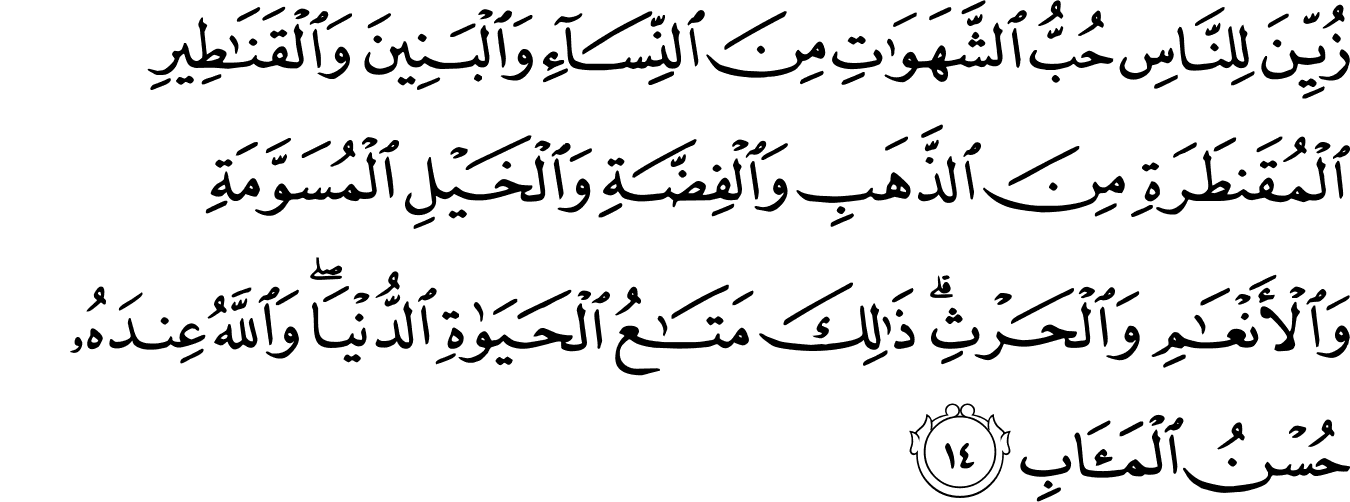 زُيِّنَ لِلنَّاسِ حُبُّ ٱلشَّهَوَٰتِ مِنَ ٱلنِّسَآءِ وَٱلْبَنِينَ وَٱلْقَنَٰطِيرِ
ٱلْمُقَنطَرَةِ مِنَ ٱلذَّهَبِ وَٱلْفِضَّةِ وَٱلْخَيْلِ ٱلْمُسَوَّمَةِ
وَٱلْأَنْعَٰمِ وَٱلْحَرْثِ ۗ ذَٰلِكَ مَتَٰعُ ٱلْحَيَوٰةِ ٱلدُّنْيَا ۖ وَٱللَّهُ عِندَهُۥ
حُسْنُ ٱلْمَـَٔابِ ١٤